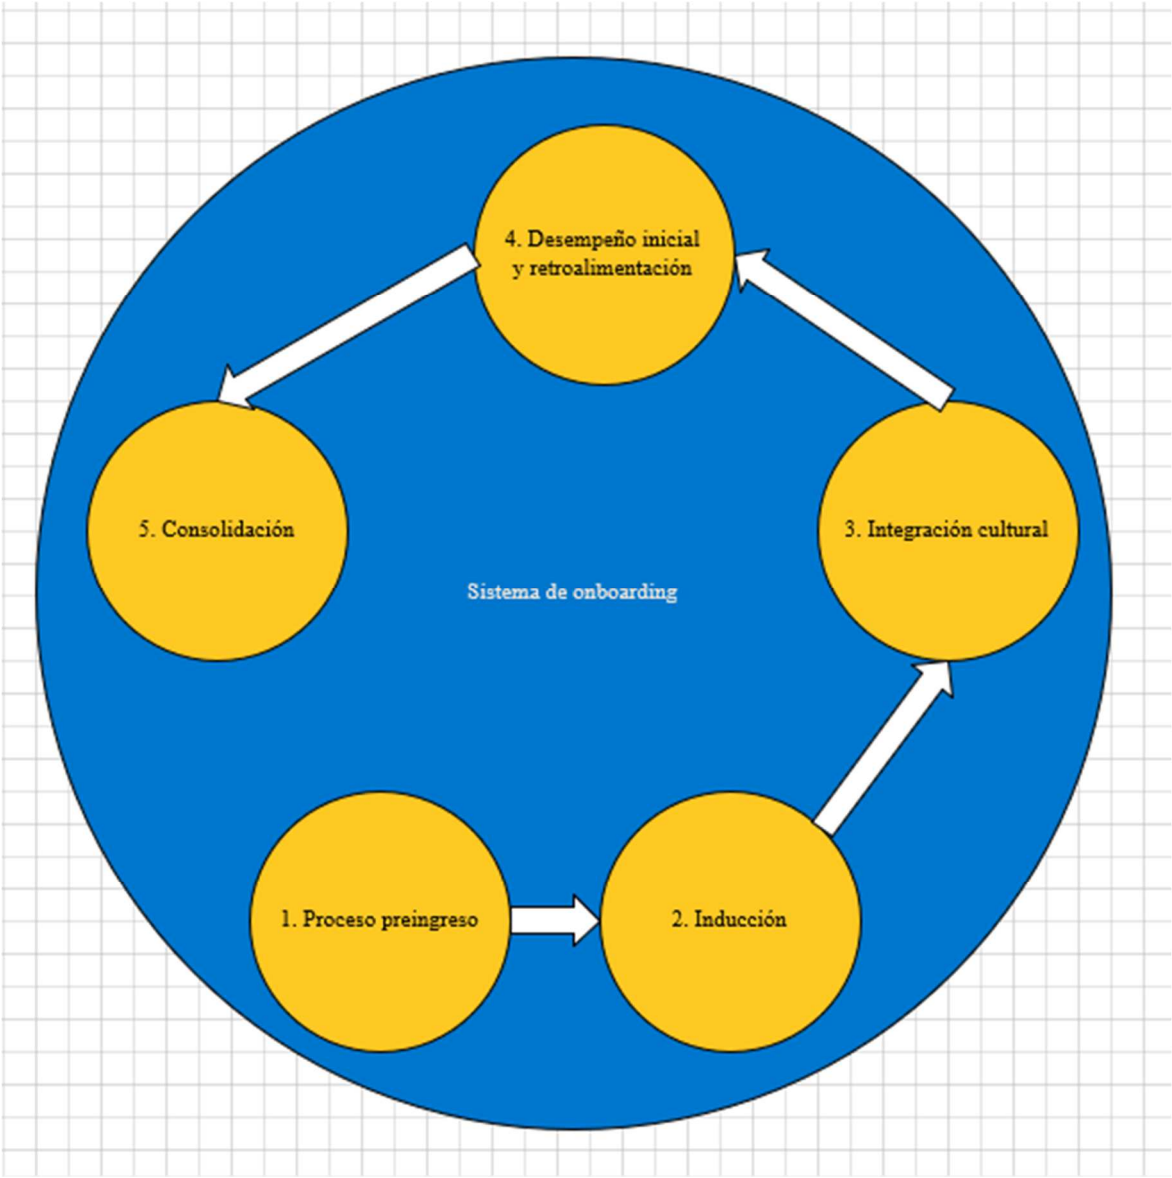 4. Desempeño inicial
y retroalimentación
5. Consolidación
3. Integración cultural
Sistema de onboarding
1. Proceso preingreso
2. Inducción